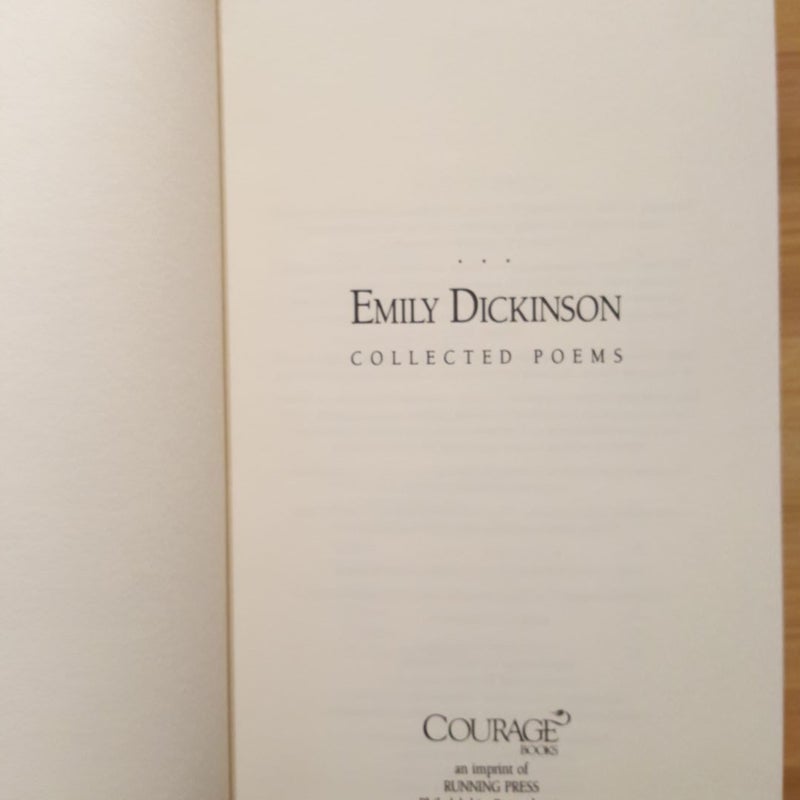 . . .
EMILY DICKINSON
COLLECTED POEMS
COURAGE
BOOKS
an imprint of
RUNNING PRESS